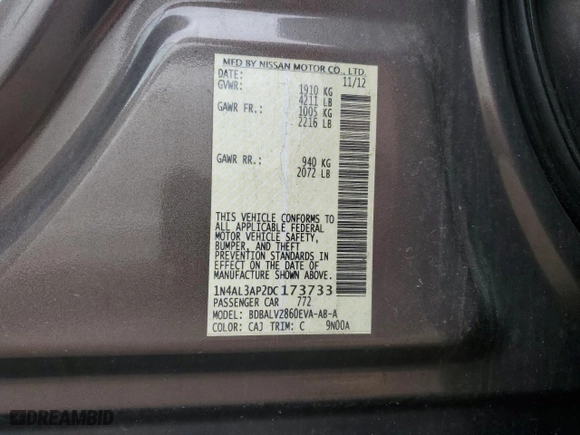 MFD BY NISSAN MOTOR CO., LTD.
DATE: 11/12
GVWR: 1910 KG
4211 LB
GAWR FR.: 1005 KG
2216 LB
GAWR RR.: 940 KG
2072 LB
THIS VEHICLE CONFORMS TO
ALL APPLICABLE FEDERAL
MOTOR VEHICLE SAFETY,
BUMPER, AND THEFT
PREVENTION STANDARDS IN
EFFECT ON THE DATE OF
MANUFACTURE SHOWN ABOVE.
1N4AL3AP2DC173733
PASSENGER CAR 772
MODEL: BDBALVZ860EVA-AB-A
COLOR: CAJ TRIM: C 9N00A
DREAMBID